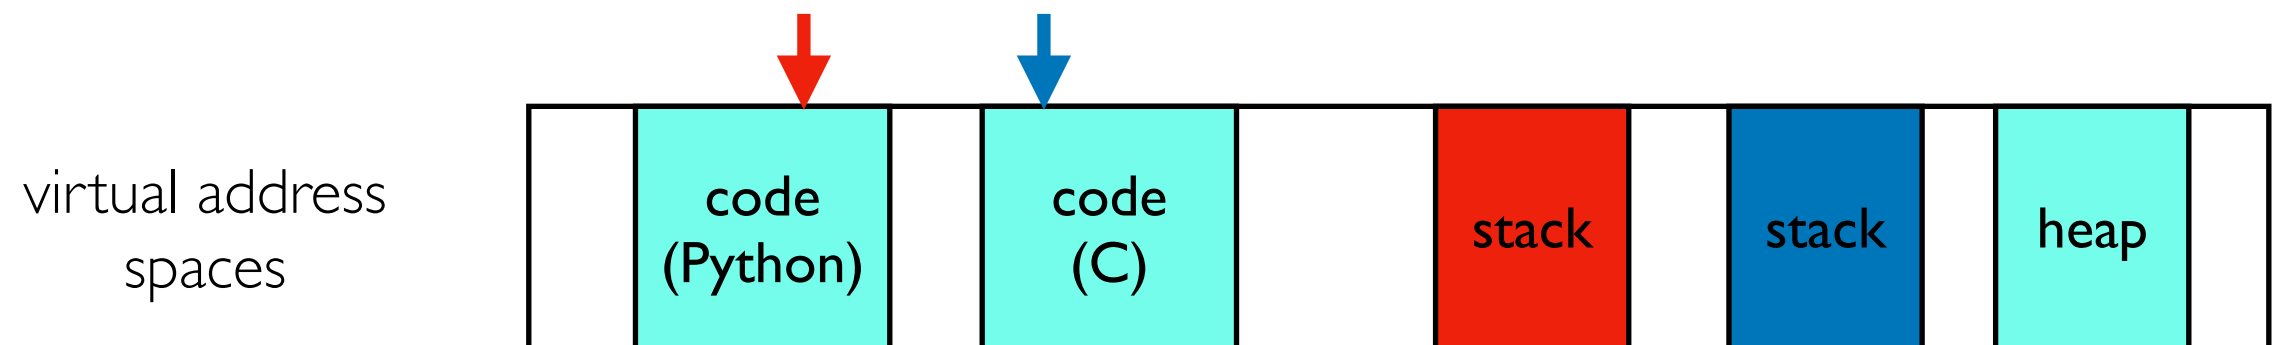 virtual address
spaces
code
(Python)
code
(C)
stack
stack
heap